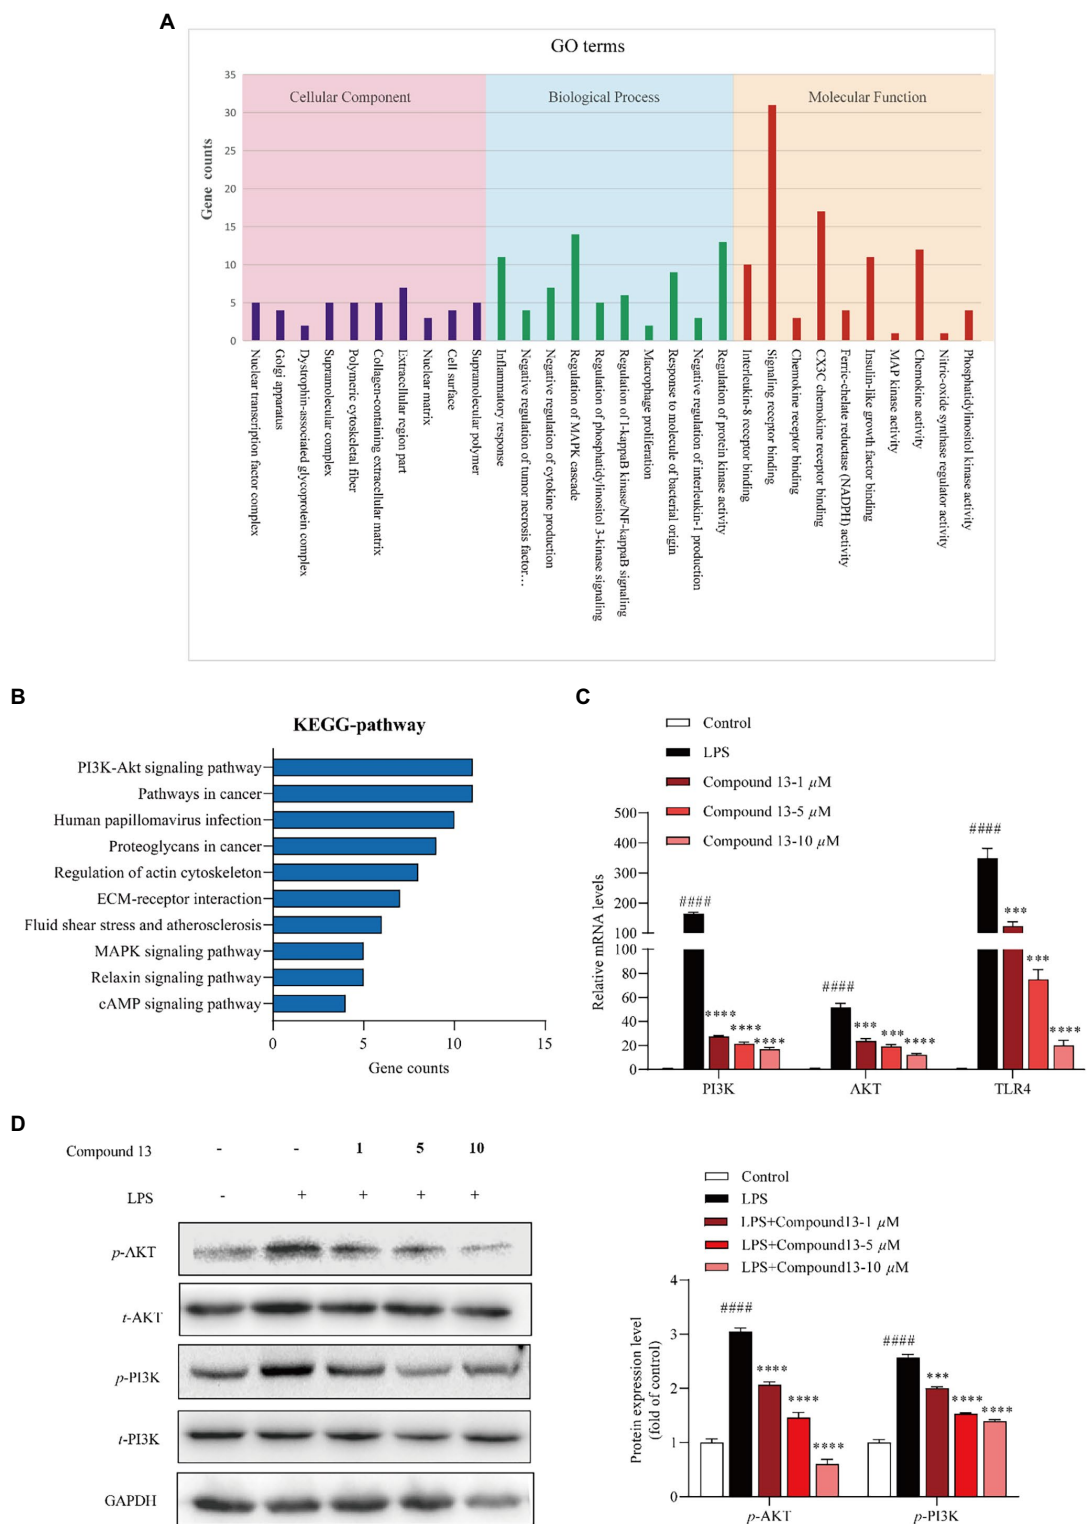 A
GO terms
Cellular Component
Biological Process
Molecular Function
Gene counts
35
30
25
20
15
10
5
0
Nuclear transcription factor complex
Golgi apparatus
Dystrophin-associated glycoprotein complex
Supramolecular complex
Polymeric cytoskeletal fiber
Collagen-containing extracellular matrix
Extracellular region part
Nuclear matrix
Cell surface
Supramolecular polymer
Inflammatory response
Negative regulation of tumor necrosis factor…
Negative regulation of cytokine production
Regulation of MAPK cascade
Regulation of phosphatidylinositol 3-kinase signaling
Regulation of I-kappaB kinase/NF-kappaB signaling
Macrophage proliferation
Response to molecule of bacterial origin
Negative regulation of interleukin-1 production
Regulation of protein kinase activity
Interleukin-8 receptor binding
Signaling receptor binding
Chemokine receptor binding
CX3C chemokine receptor binding
Ferric-chelate reductase (NADPH) activity
Insulin-like growth factor binding
MAP kinase activity
Chemokine activity
Nitric-oxide synthase regulator activity
Phosphatidylinositol kinase activity
B
KEGG-pathway
PI3K-Akt signaling pathway
Pathways in cancer
Human papillomavirus infection
Proteoglycans in cancer
Regulation of actin cytoskeleton
ECM-receptor interaction
Fluid shear stress and atherosclerosis
MAPK signaling pathway
Relaxin signaling pathway
cAMP signaling pathway
0 5 10 15
Gene counts
C
Control
LPS
Compound 13-1 μM
Compound 13-5 μM
Compound 13-10 μM
Relative mRNA levels
500
400
300
200
100
100
80
60
40
20
0
#### **** **** ****
#### *** *** ****
#### *** *** ****
PI3K AKT TLR4
D
Compound 13 - - 1 5 10
LPS - + + + +
p-AKT
t-AKT
p-PI3K
t-PI3K
GAPDH
Control
LPS
LPS+Compound13-1 μM
LPS+Compound13-5 μM
LPS+Compound13-10 μM
Protein expression level
(fold of control)
4
3
2
1
0
#### **** **** ****
#### *** **** ****
p-AKT p-PI3K